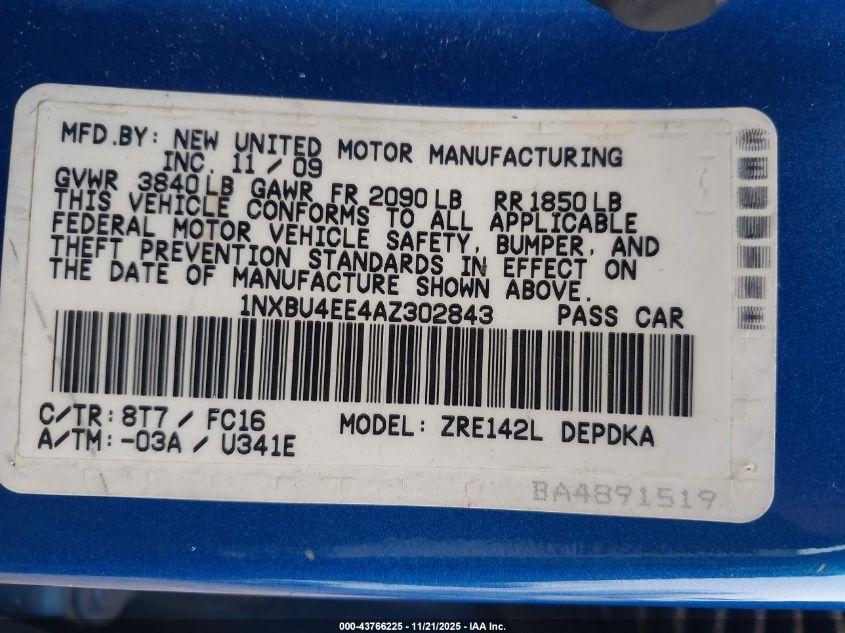 MFD.BY: NEW UNITED MOTOR MANUFACTURING
INC. 11 / 09
GVWR 3840 LB GAWR FR 2090 LB RR 1850 LB
THIS VEHICLE CONFORMS TO ALL APPLICABLE
FEDERAL MOTOR VEHICLE SAFETY, BUMPER, AND
THEFT PREVENTION STANDARDS IN EFFECT ON
THE DATE OF MANUFACTURE SHOWN ABOVE.
1NXBU4EE4AZ302843 PASS CAR
C/TR: 8T7 / FC16 MODEL: ZRE142L DEPDKA
A/TM: -03A / U341E
BA4891519
000-43766225 - 11/21/2025 - IAA Inc.